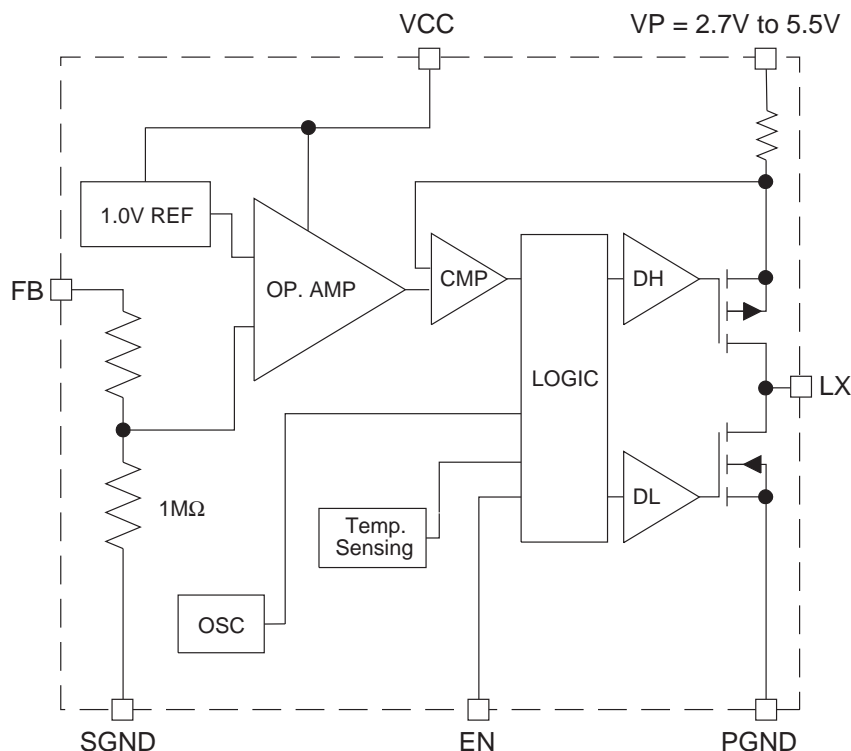 VCC
VP = 2.7V to 5.5V
1.0V REF
FB
OP. AMP
CMP
DH
LOGIC
LX
1MΩ
Temp.
Sensing
DL
OSC
SGND
EN
PGND